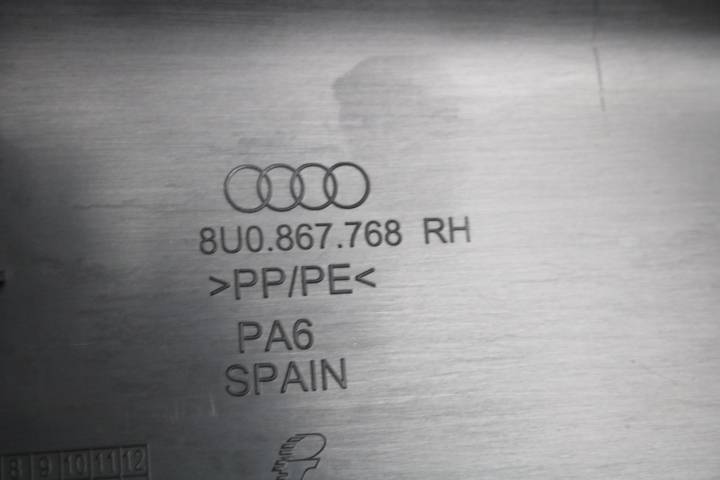 8U0.867.768 RH
>PP/PE<
PA6
SPAIN
8 9 10 11 12